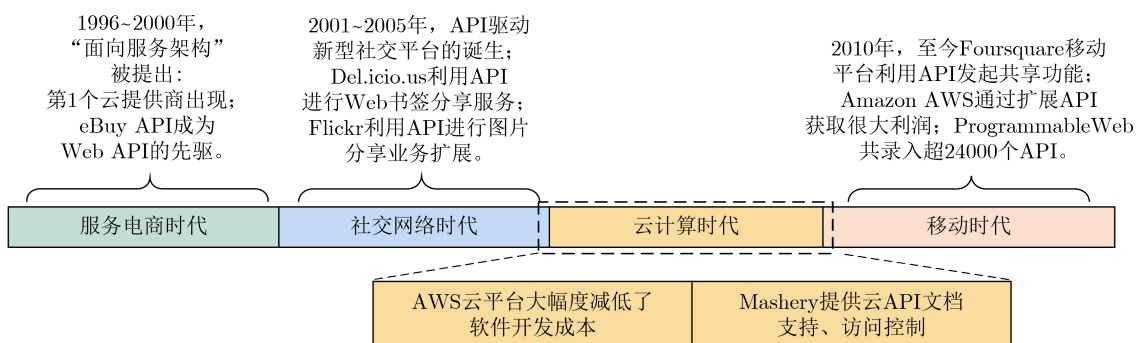 1996~2000年，
“面向服务架构”
被提出：
第1个云提供商出现；
eBuy API成为
Web API的先驱。
2001~2005年，API驱动
新型社交平台的诞生；
Del.icio.us利用API
进行Web书签分享服务；
Flickr利用API进行图片
分享业务扩展。
2010年，至今Foursquare移动
平台利用API发起共享功能；
Amazon AWS通过扩展API
获取很大利润；ProgrammableWeb
共录入超24000个API。
服务电商时代
社交网络时代
云计算时代
移动时代
AWS云平台大幅度减低了
软件开发成本
Mashery提供云API文档
支持、访问控制